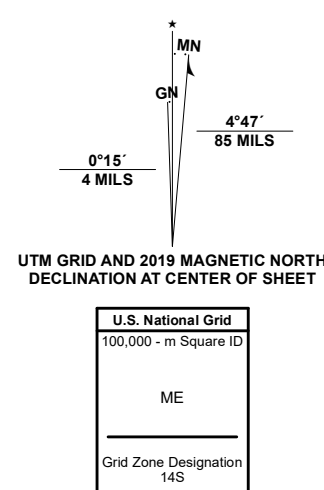 MN
GN
4°47´
85 MILS
0°15´
4 MILS
UTM GRID AND 2019 MAGNETIC NORTH
DECLINATION AT CENTER OF SHEET
U.S. National Grid
100,000 - m Square ID
ME
Grid Zone Designation
14S